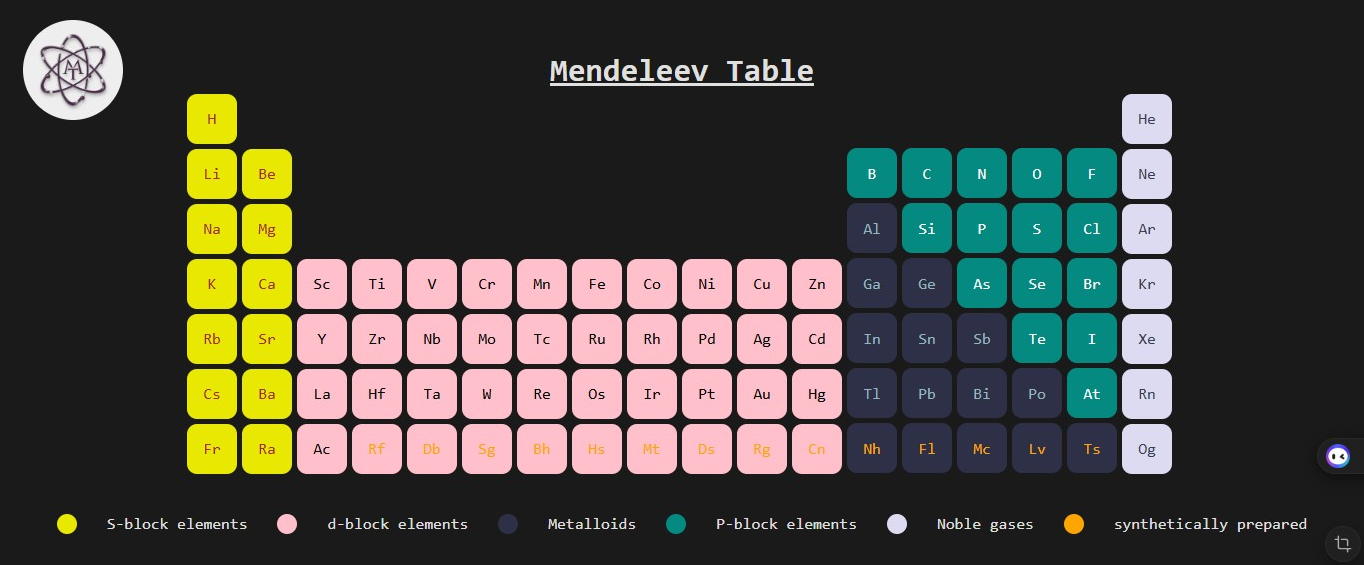 MT
Mendeleev Table
H He
Li Be B C N O F Ne
Na Mg Al Si P S Cl Ar
K Ca Sc Ti V Cr Mn Fe Co Ni Cu Zn Ga Ge As Se Br Kr
Rb Sr Y Zr Nb Mo Tc Ru Rh Pd Ag Cd In Sn Sb Te I Xe
Cs Ba La Hf Ta W Re Os Ir Pt Au Hg Tl Pb Bi Po At Rn
Fr Ra Ac Rf Db Sg Bh Hs Mt Ds Rg Cn Nh Fl Mc Lv Ts Og
S-block elements d-block elements Metalloids P-block elements Noble gases synthetically prepared